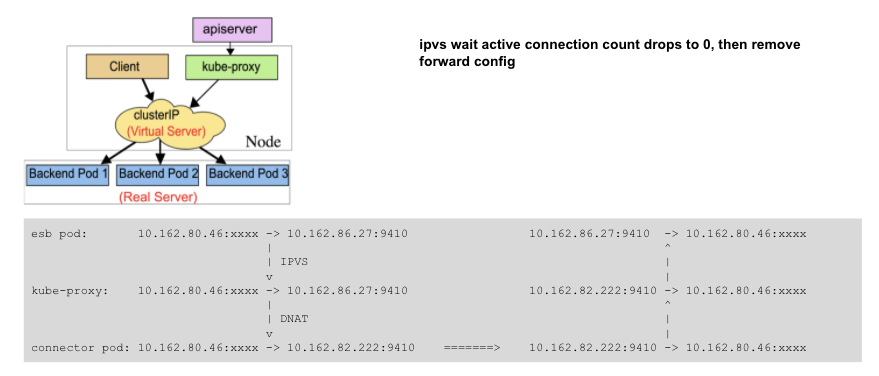 apiserver
Client
kube-proxy
clusterIP
(Virtual Server)
Node
Backend Pod 1
Backend Pod 2
Backend Pod 3
(Real Server)
ipvs wait active connection count drops to 0, then remove
forward config
esb pod: 10.162.80.46:xxxx -> 10.162.86.27:9410 10.162.86.27:9410 -> 10.162.80.46:xxxx
| ^
| IPVS |
v |
kube-proxy: 10.162.80.46:xxxx -> 10.162.86.27:9410 10.162.82.222:9410 -> 10.162.80.46:xxxx
| ^
| DNAT |
v |
connector pod: 10.162.80.46:xxxx -> 10.162.82.222:9410 =======> 10.162.82.222:9410 -> 10.162.80.46:xxxx